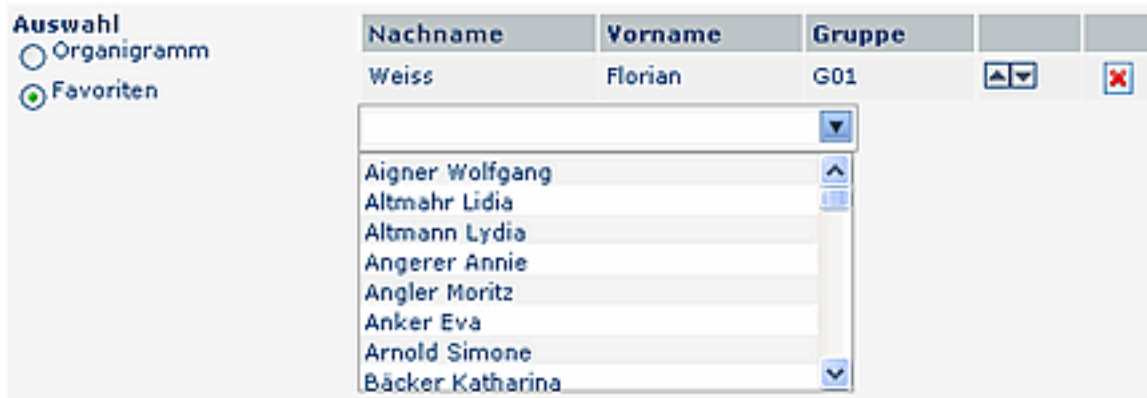 Auswahl
Organigramm
Favoriten
Nachname Vorname Gruppe
Weiss Florian G01
Aigner Wolfgang
Altmahr Lidia
Altmann Lydia
Angerer Annie
Angler Moritz
Anker Eva
Arnold Simone
Bäcker Katharina